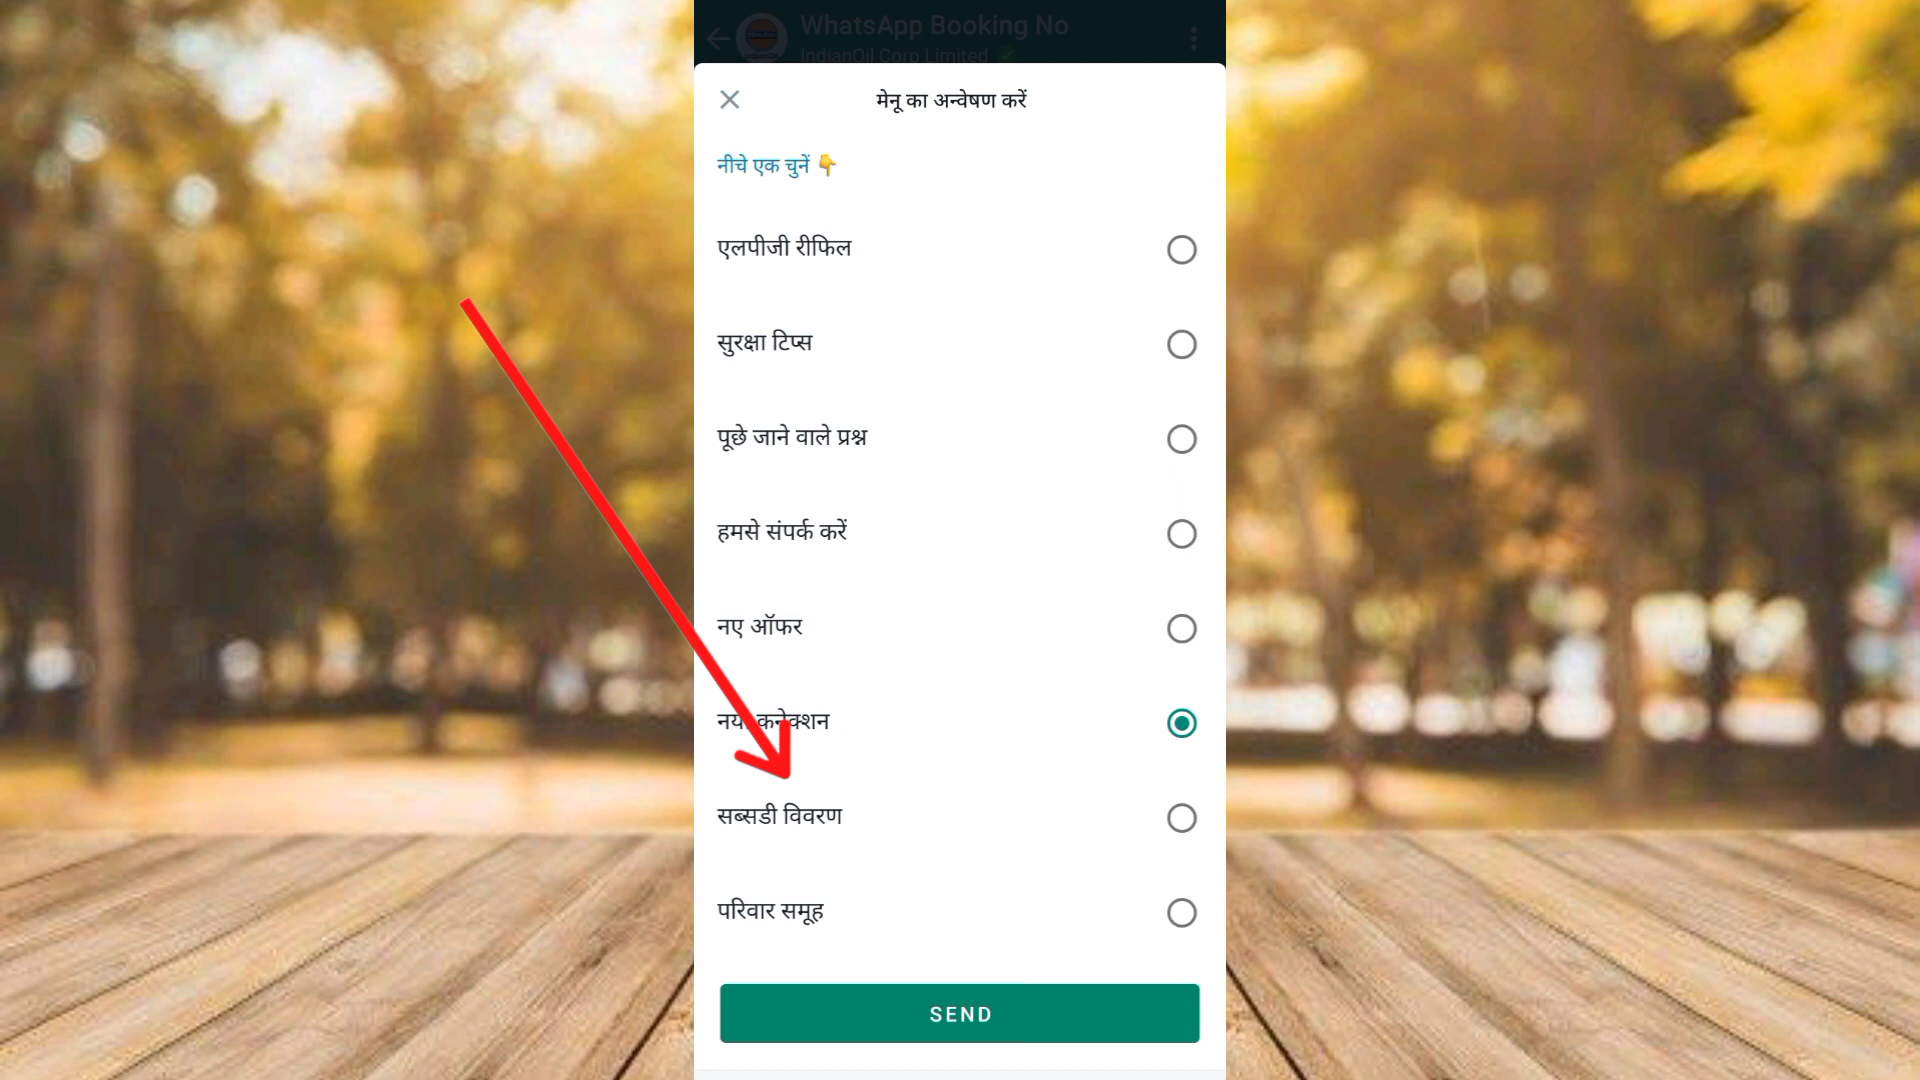 WhatsApp Booking No
IndianOil Corp Limited
मेनू का अन्वेषण करें
नीचे एक चुनें 👇
एलपीजी रीफिल
सुरक्षा टिप्स
पूछे जाने वाले प्रश्न
हमसे संपर्क करें
नए ऑफर
नया कनेक्शन
सब्सडी विवरण
परिवार समूह
SEND